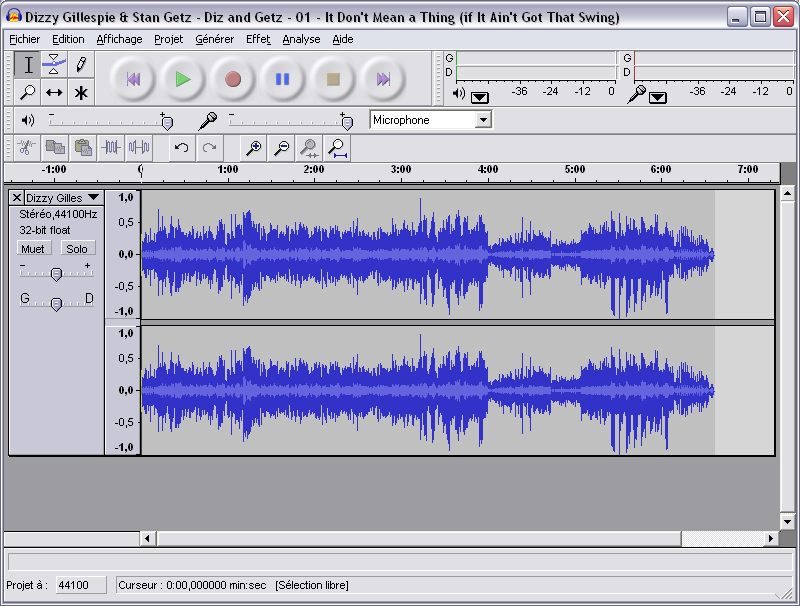 Dizzy Gillespie & Stan Getz - Diz and Getz - 01 - It Don't Mean a Thing (if It Ain't Got That Swing)
Fichier Edition Affichage Projet Générer Effet Analyse Aide
G G
D D
-36 -24 -12 0 -36 -24 -12 0
- + - + Microphone
-1:00 0 1:00 2:00 3:00 4:00 5:00 6:00 7:00
Dizzy Gilles
Stéréo,44100Hz
32-bit float
Muet Solo
- +
G D
1,0
0,5
0,0
-0,5
-1,0
1,0
0,5
0,0
-0,5
-1,0
Projet à : 44100 Curseur : 0:00,000000 min:sec [Sélection libre]